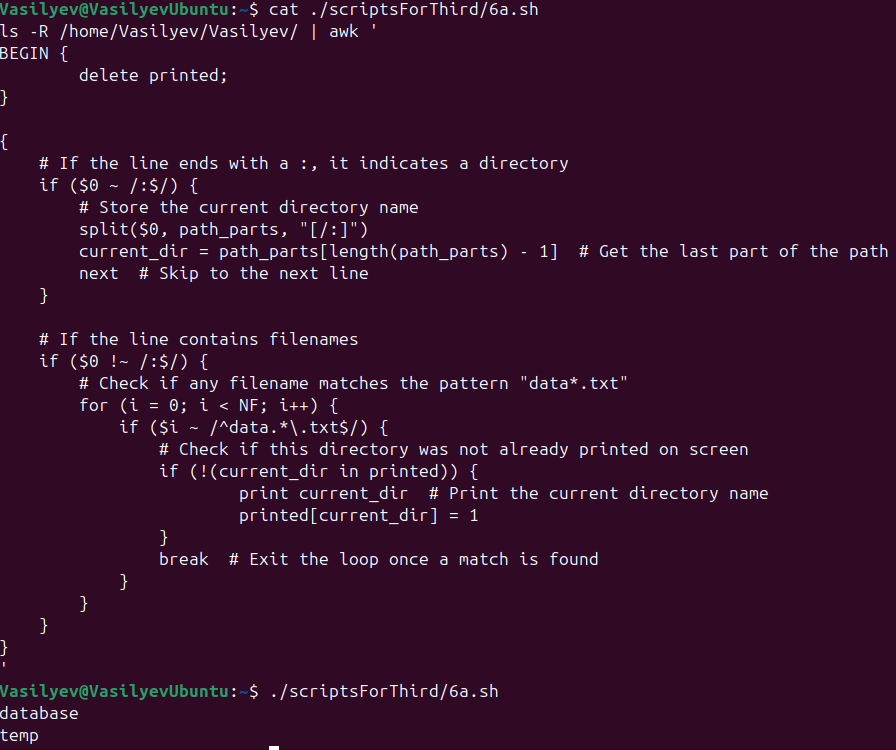 Vasilyev@VasilyevUbuntu:~$ cat ./scriptsForThird/6a.sh
ls -R /home/Vasilyev/Vasilyev/ | awk '
BEGIN {
        delete printed;
}

{
    # If the line ends with a :, it indicates a directory
    if ($0 ~ /:$/) {
        # Store the current directory name
        split($0, path_parts, "[/:]")
        current_dir = path_parts[length(path_parts) - 1]  # Get the last part of the path
        next  # Skip to the next line
    }

    # If the line contains filenames
    if ($0 !~ /:$/) {
        # Check if any filename matches the pattern "data*.txt"
        for (i = 0; i < NF; i++) {
            if ($i ~ /^data.*\.txt$/) {
                # Check if this directory was not already printed on screen
                if (!(current_dir in printed)) {
                        print current_dir  # Print the current directory name
                        printed[current_dir] = 1
                }
                break  # Exit the loop once a match is found
            }
        }
    }
}
'
Vasilyev@VasilyevUbuntu:~$ ./scriptsForThird/6a.sh
database
temp